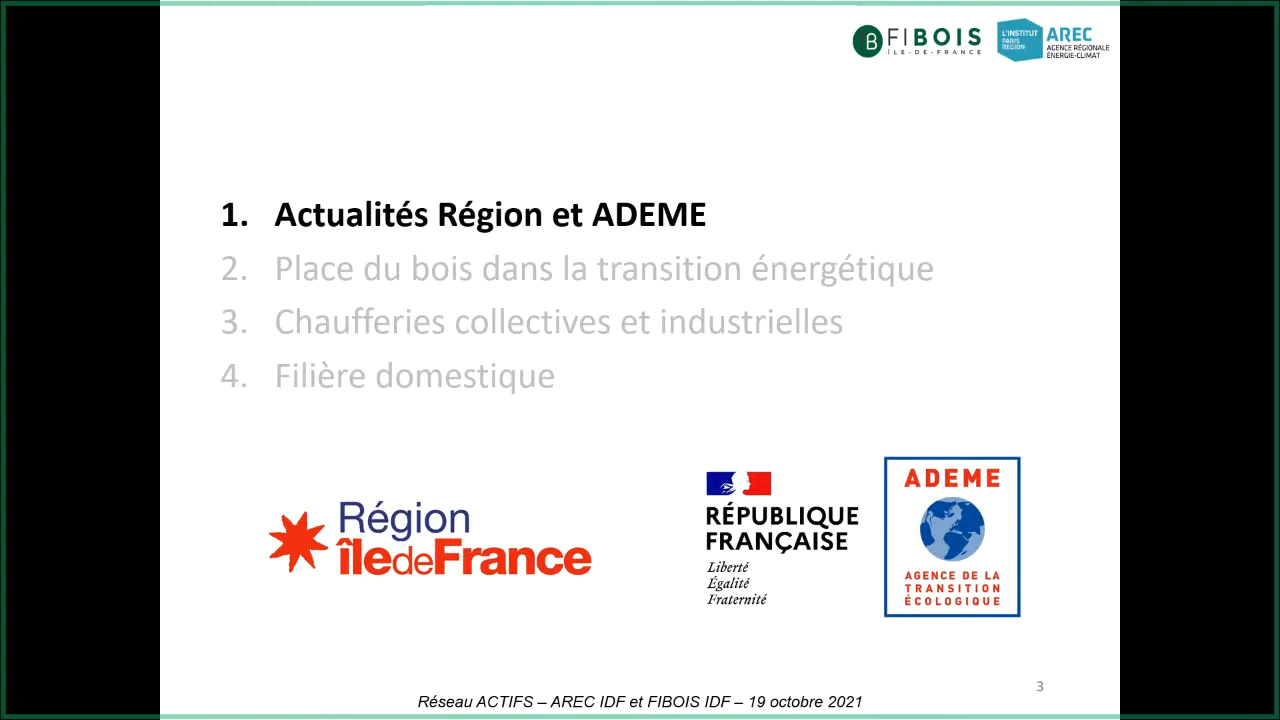 FIBOIS
ÎLE-DE-FRANCE
L'INSTITUT
PARIS
REGION
AREC
AGENCE RÉGIONALE
ÉNERGIE-CLIMAT
1. Actualités Région et ADEME
2. Place du bois dans la transition énergétique
3. Chaufferies collectives et industrielles
4. Filière domestique
Région
îledeFrance
RÉPUBLIQUE
FRANÇAISE
Liberté
Égalité
Fraternité
ADEME
AGENCE DE LA
TRANSITION
ÉCOLOGIQUE
3
Réseau ACTIFS – AREC IDF et FIBOIS IDF – 19 octobre 2021